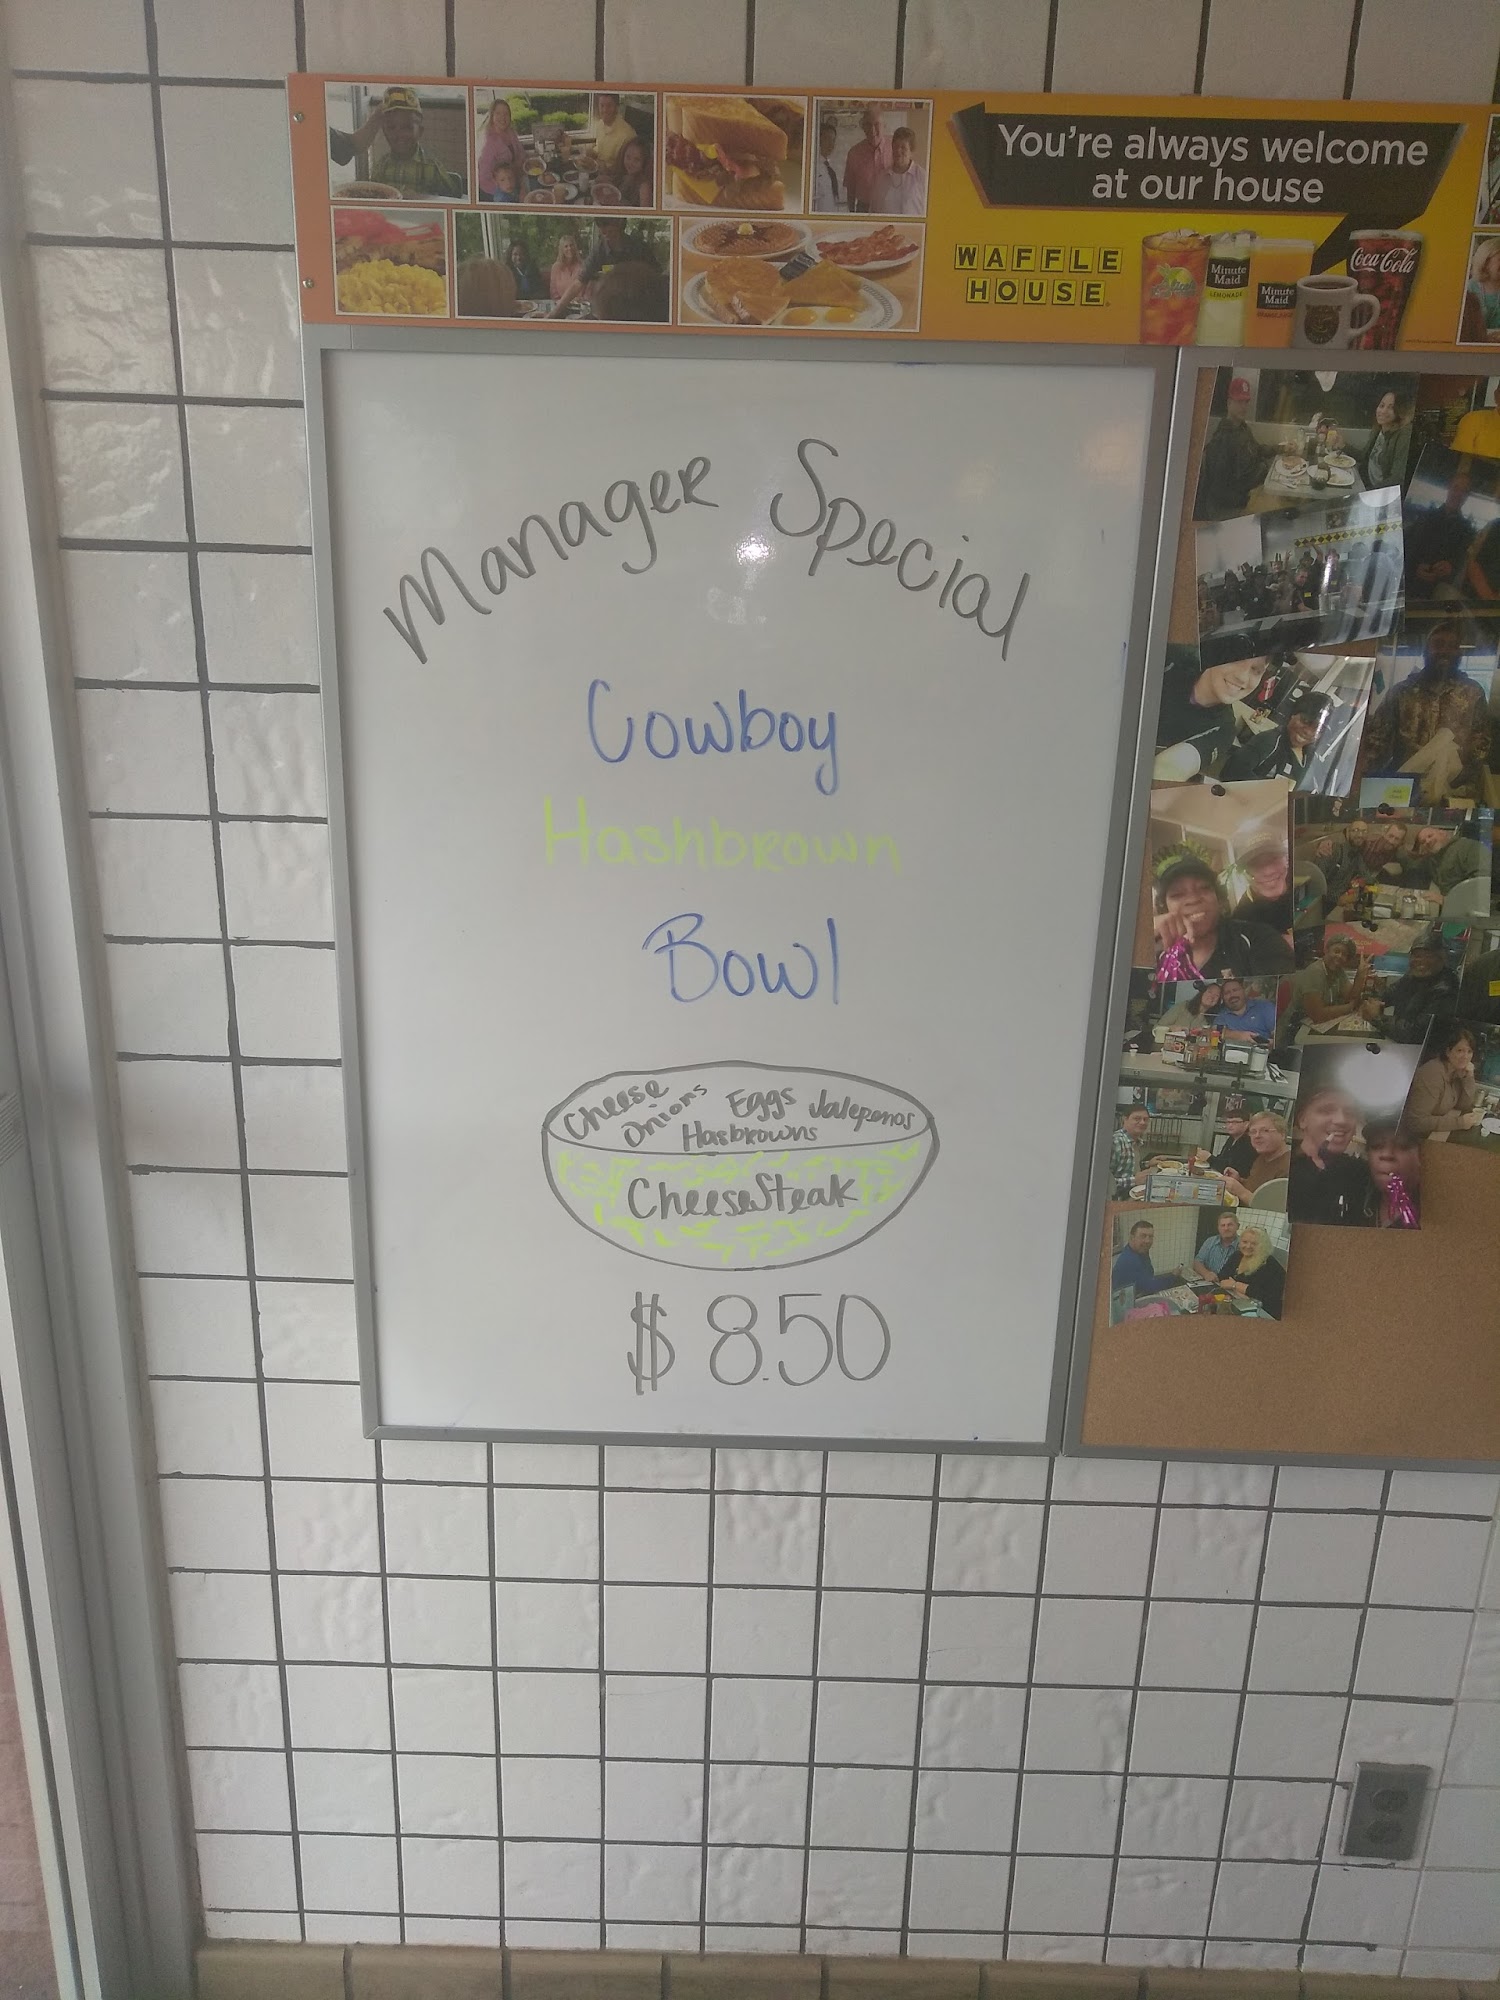 You're always welcome
at our house
WAFFLE
HOUSE
Minute
Maid
LEMONADE
Minute
Maid
Coca-Cola
Manager Special
Cowboy
Hashbrown
Bowl
Cheese Onions Eggs Jalepenos
Hasbrowns
CheeseSteak
$ 8.50